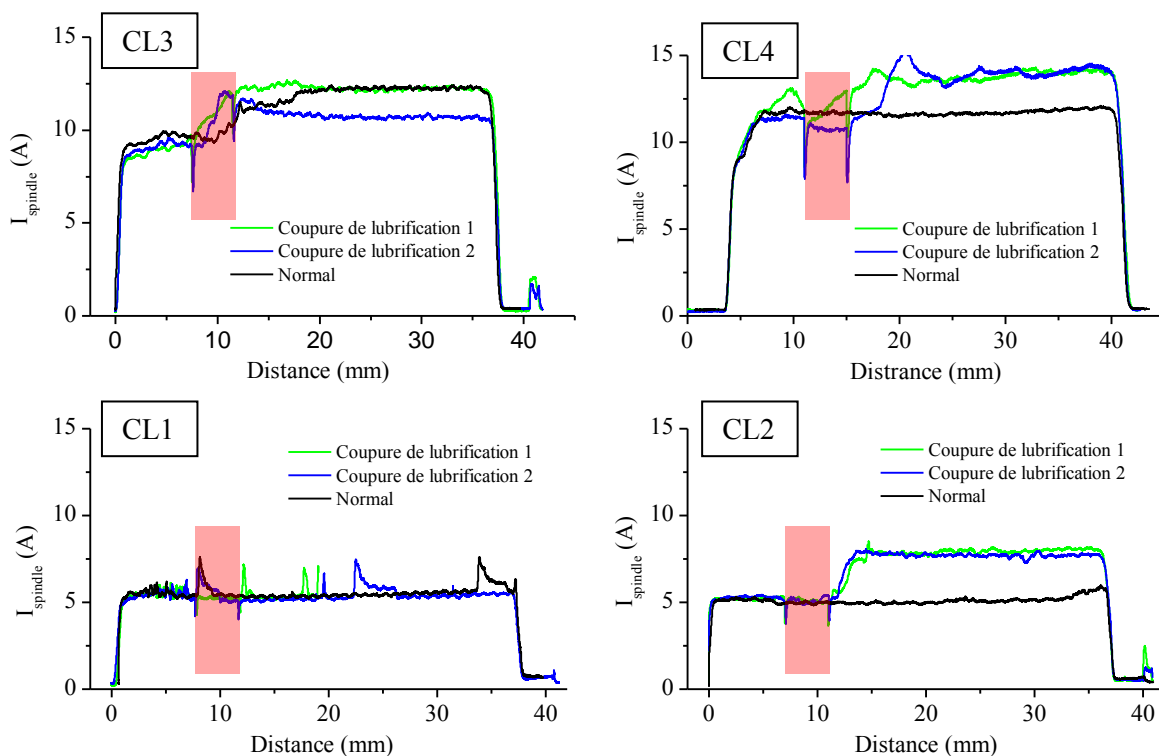 CL3
15
10
5
0
I spindle (A)
Coupure de lubrification 1
Coupure de lubrification 2
Normal
0 10 20 30 40
Distance (mm)
CL4
15
10
5
0
I spindle (A)
Coupure de lubrification 1
Coupure de lubrification 2
Normal
0 10 20 30 40
Distrance (mm)
CL1
15
10
5
0
I spindle (A)
Coupure de lubrification 1
Coupure de lubrification 2
Normal
0 10 20 30 40
Distance (mm)
CL2
15
10
5
0
I spindle (A)
Coupure de lubrification 1
Coupure de lubrification 2
Normal
0 10 20 30 40
Distance (mm)